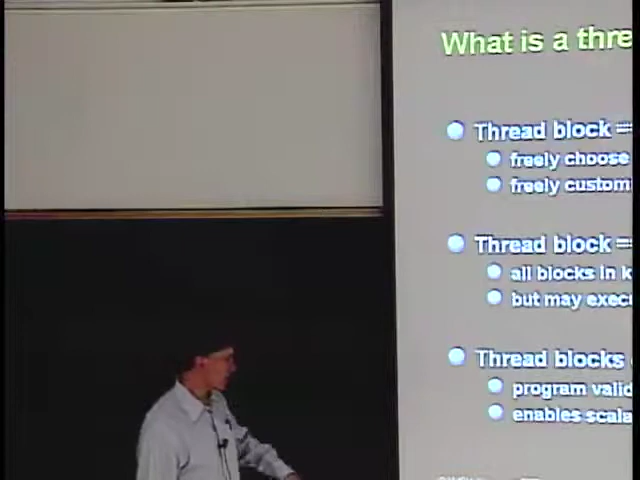 What is a thre
Thread block =
freely choose
freely custom
Thread block =
all blocks in k
but may exec
Thread blocks
program valid
enables scala